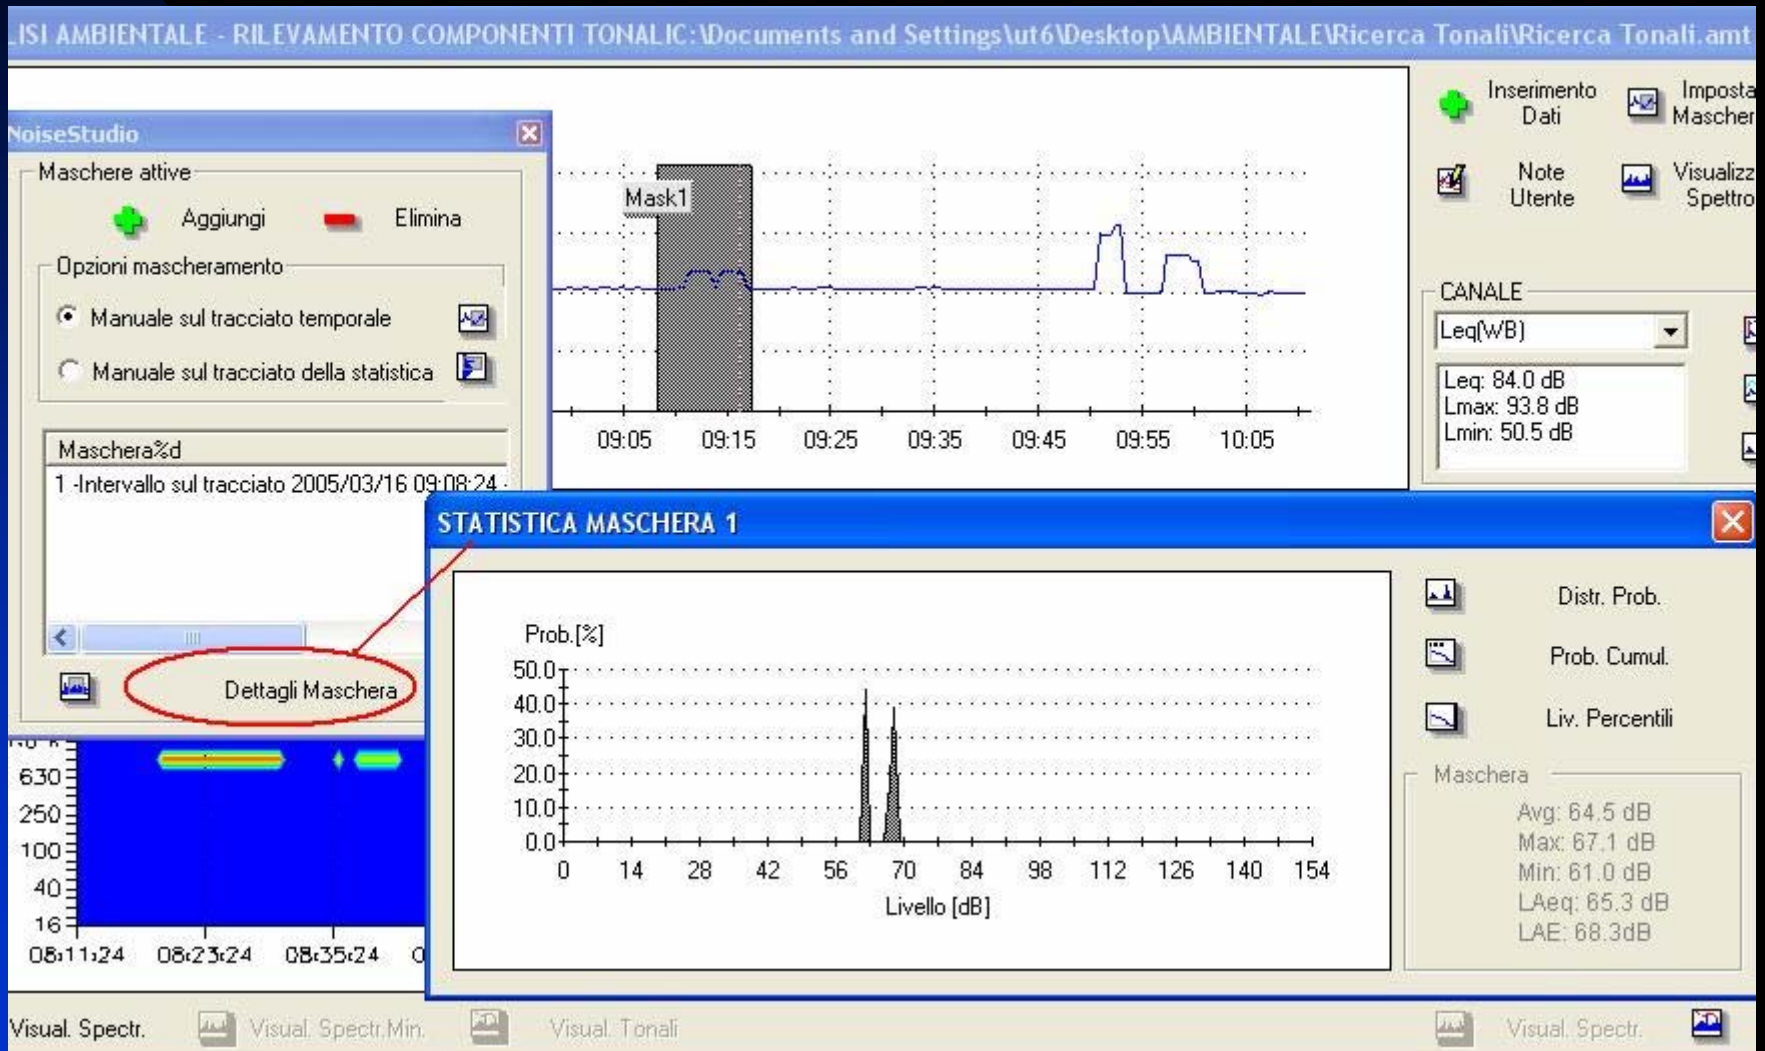 LISI AMBIENTALE - RILEVAMENTO COMPONENTI TONALIC:\Documents and Settings\ut6\Desktop\AMBIENTALE\Ricerca Tonali\Ricerca Tonali.amt
Inserimento
Dati
Imposta
Mascher
Note
Utente
Visualizz
Spettro
NoiseStudio
Maschere attive
Aggiungi
Elimina
Opzioni mascheramento
Manuale sul tracciato temporale
Manuale sul tracciato della statistica
Maschera%d
1 -Intervallo sul tracciato 2005/03/16 09:08:24 -
Dettagli Maschera
Mask1
09:05 09:15 09:25 09:35 09:45 09:55 10:05
CANALE
Leq(WB)
Leq: 84.0 dB
Lmax: 93.8 dB
Lmin: 50.5 dB
STATISTICA MASCHERA 1
Prob.[%]
50.0
40.0
30.0
20.0
10.0
0.0
0 14 28 42 56 70 84 98 112 126 140 154
Livello [dB]
Distr. Prob.
Prob. Cumul.
Liv. Percentili
Maschera
Avg: 64.5 dB
Max: 67.1 dB
Min: 61.0 dB
LAeq: 65.3 dB
LAE: 68.3dB
630
250
100
40
16
08:11:24 08:23:24 08:35:24 0
Visual. Spectr.
Visual. Spectr.Min.
Visual. Tonali
Visual. Spectr.